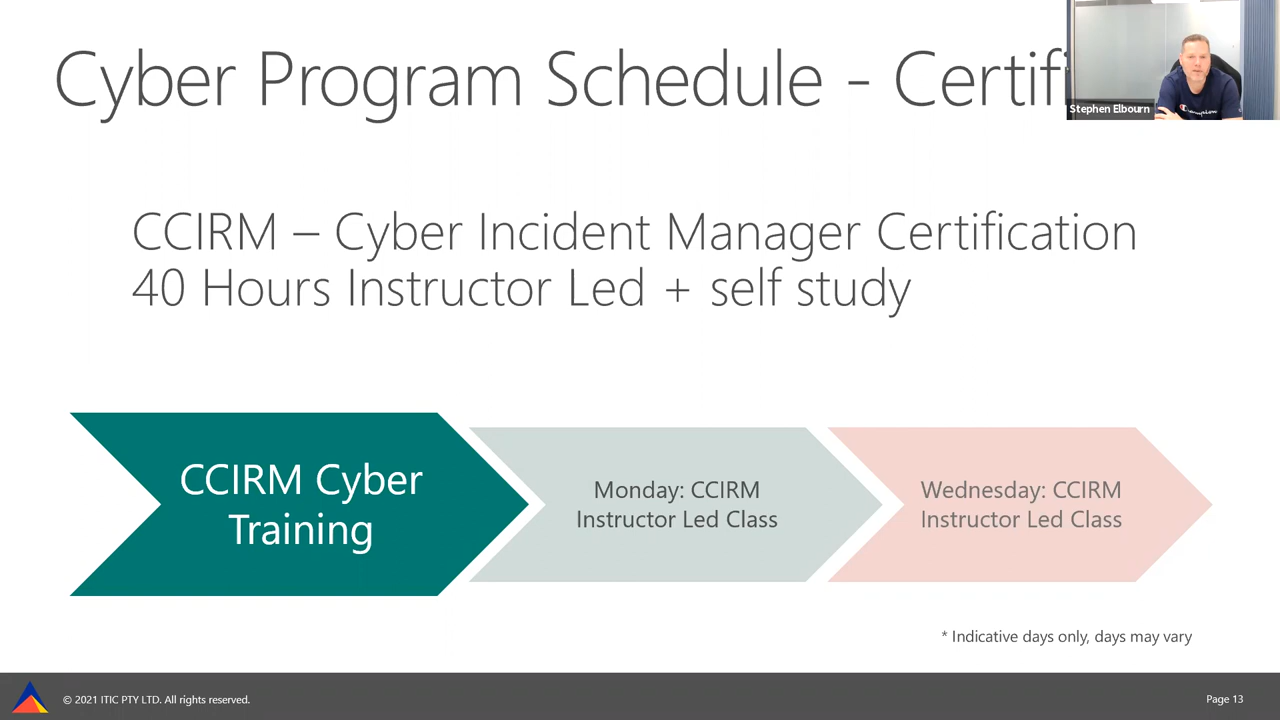 Cyber Program Schedule - Certifi
Stephen Elbourn
CCIRM – Cyber Incident Manager Certification
40 Hours Instructor Led + self study
CCIRM Cyber
Training
Monday: CCIRM
Instructor Led Class
Wednesday: CCIRM
Instructor Led Class
* Indicative days only, days may vary
© 2021 ITIC PTY LTD. All rights reserved.
Page 13